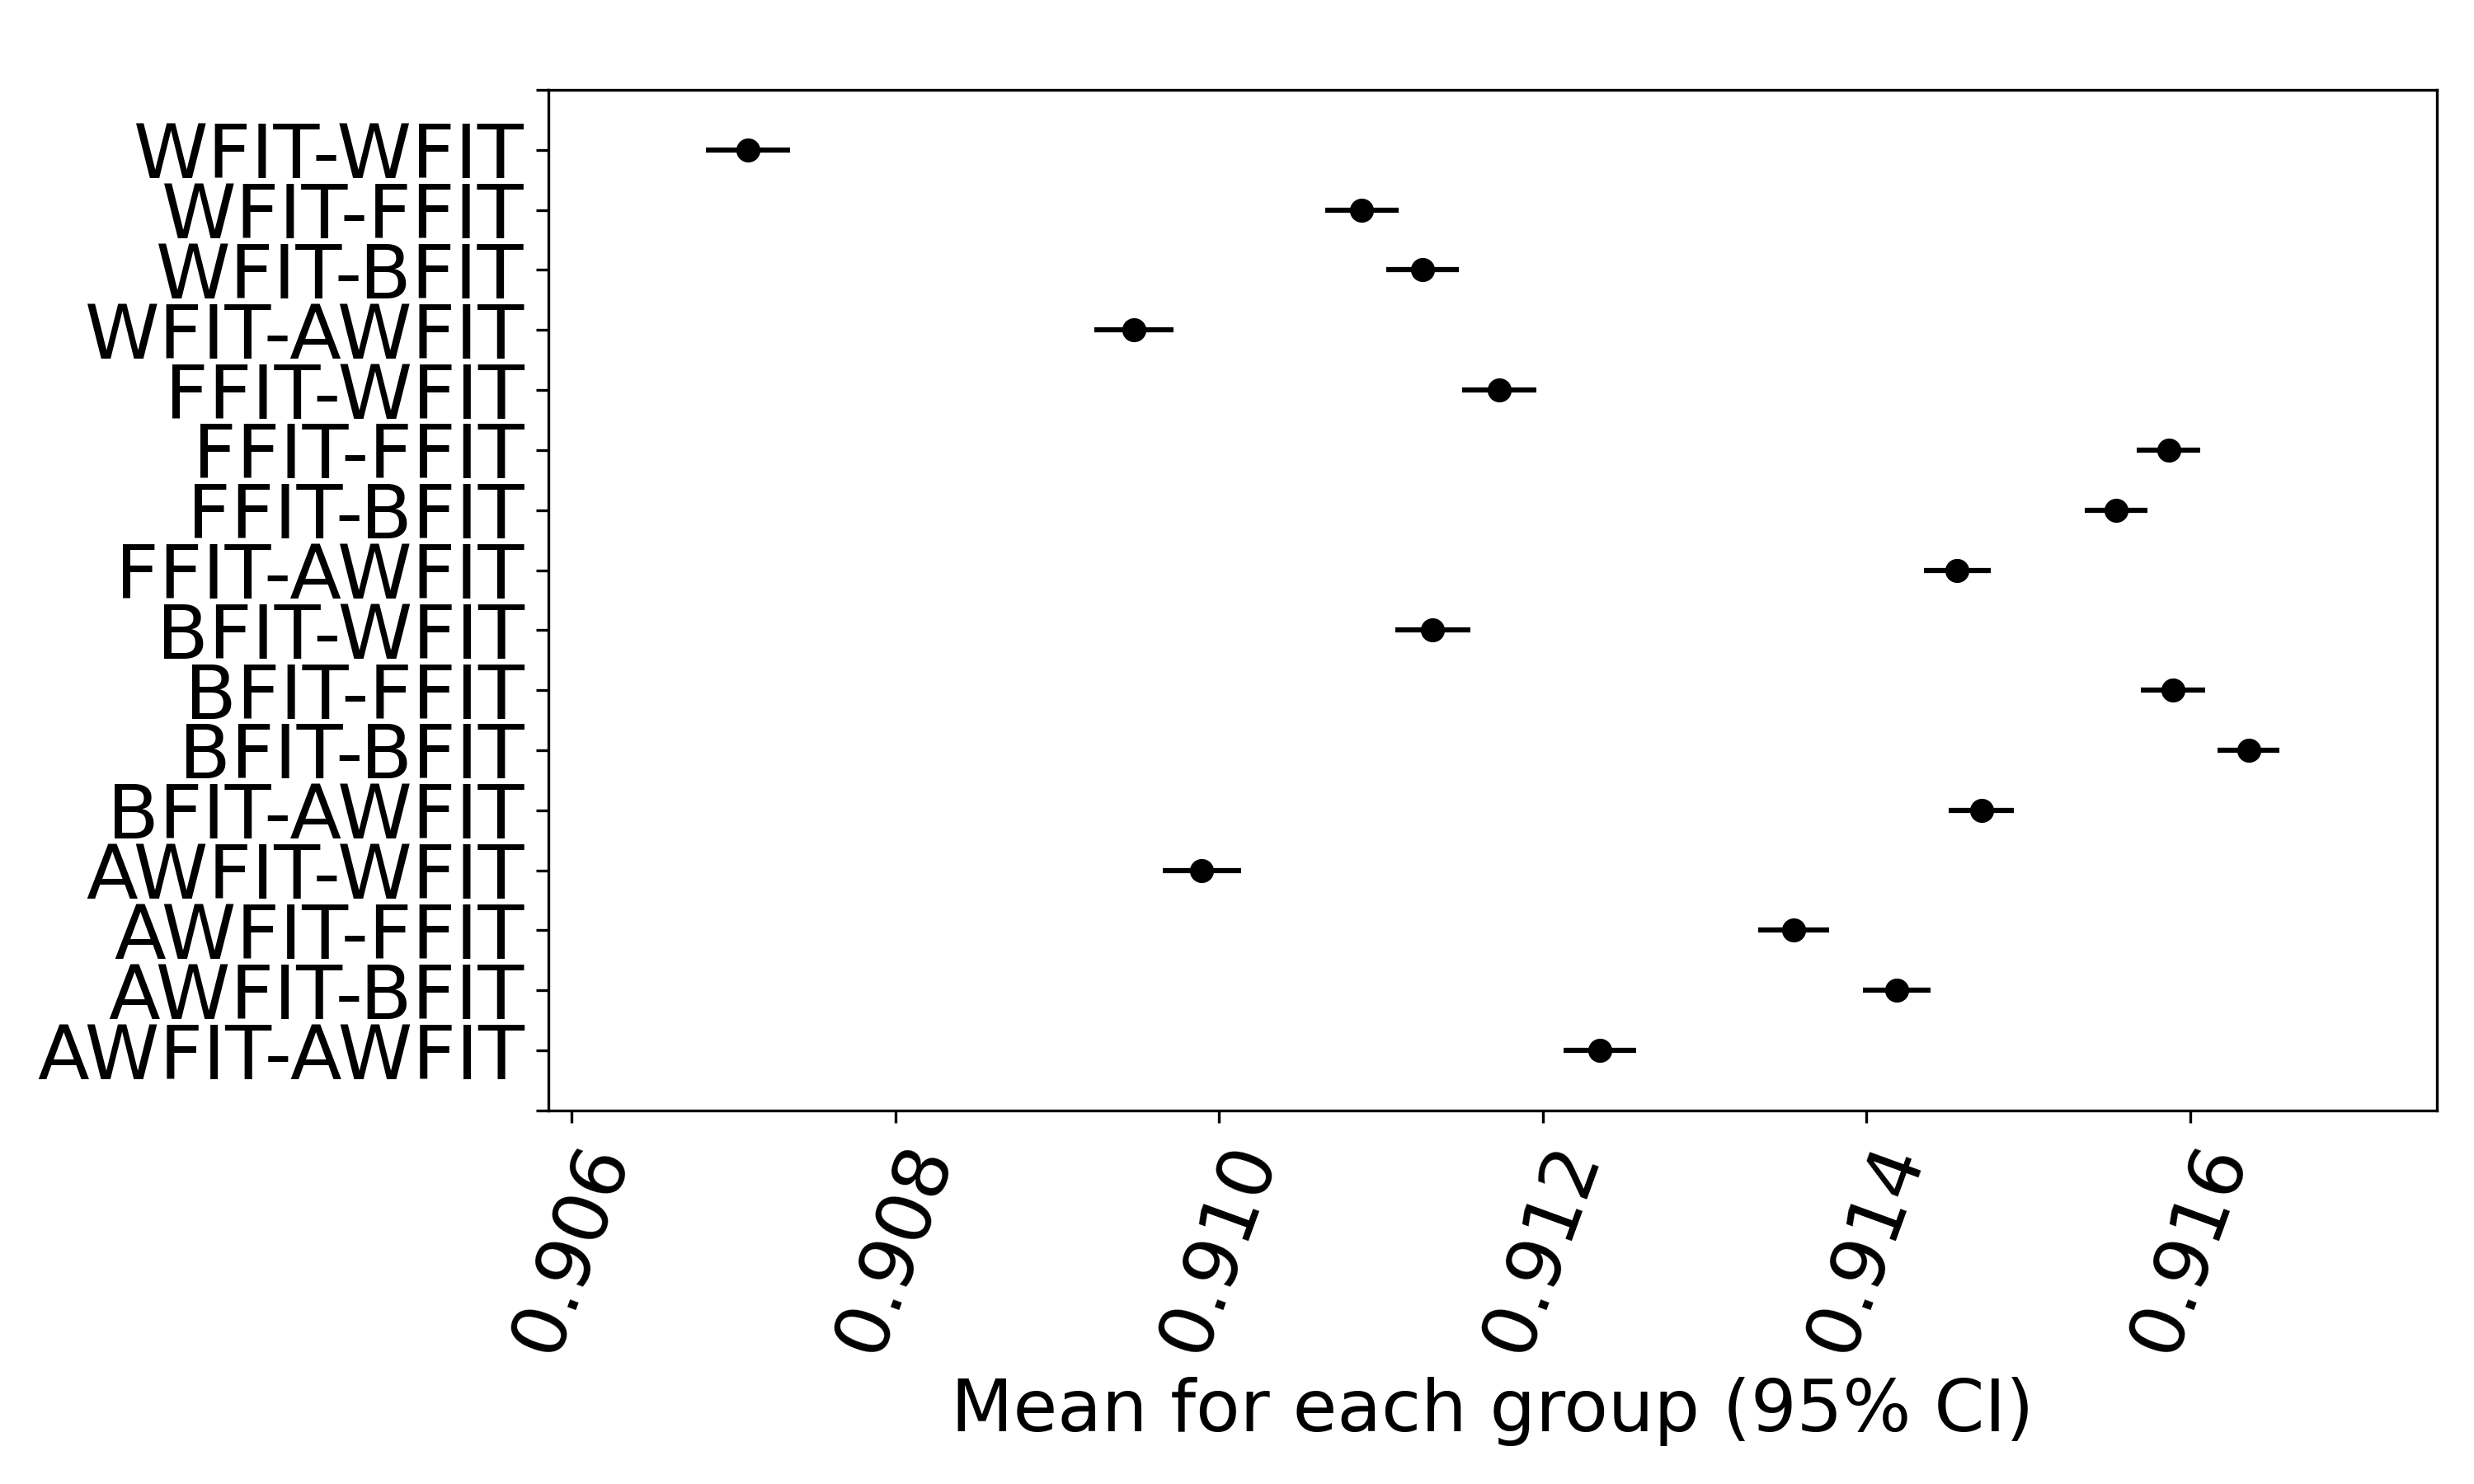 WFIT-WFIT
WFIT-FFIT
WFIT-BFIT
WFIT-AWFIT
FFIT-WFIT
FFIT-FFIT
FFIT-BFIT
FFIT-AWFIT
BFIT-WFIT
BFIT-FFIT
BFIT-BFIT
BFIT-AWFIT
AWFIT-WFIT
AWFIT-FFIT
AWFIT-BFIT
AWFIT-AWFIT
0.906 0.908 0.910 0.912 0.914 0.916
Mean for each group (95% CI)